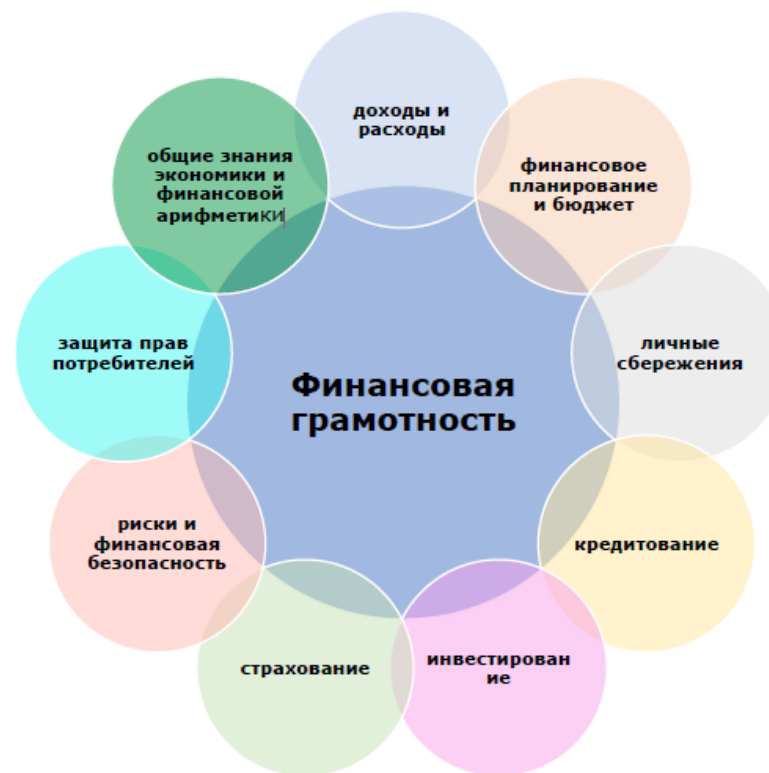 доходы и
расходы
финансовое
планирование
и бюджет
личные
сбережения
кредитование
инвестирован
ие
страхование
риски и
финансовая
безопасность
защита прав
потребителей
общие знания
экономики и
финансовой
арифметики
Финансовая
грамотность